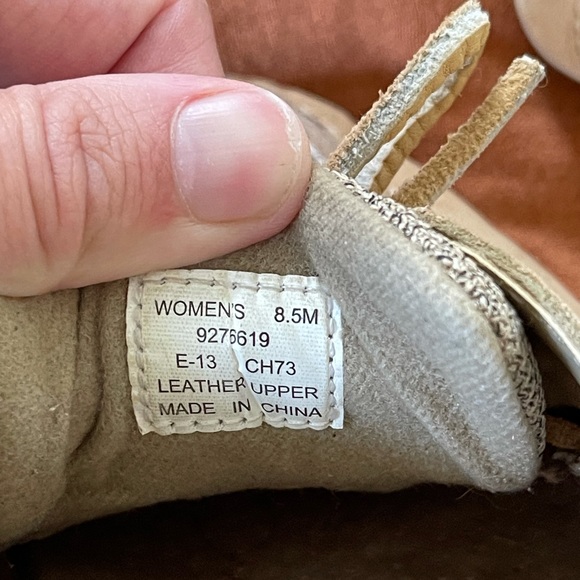 WOMEN'S 8.5M
9276619
E-13 CH73
LEATHER UPPER
MADE IN CHINA